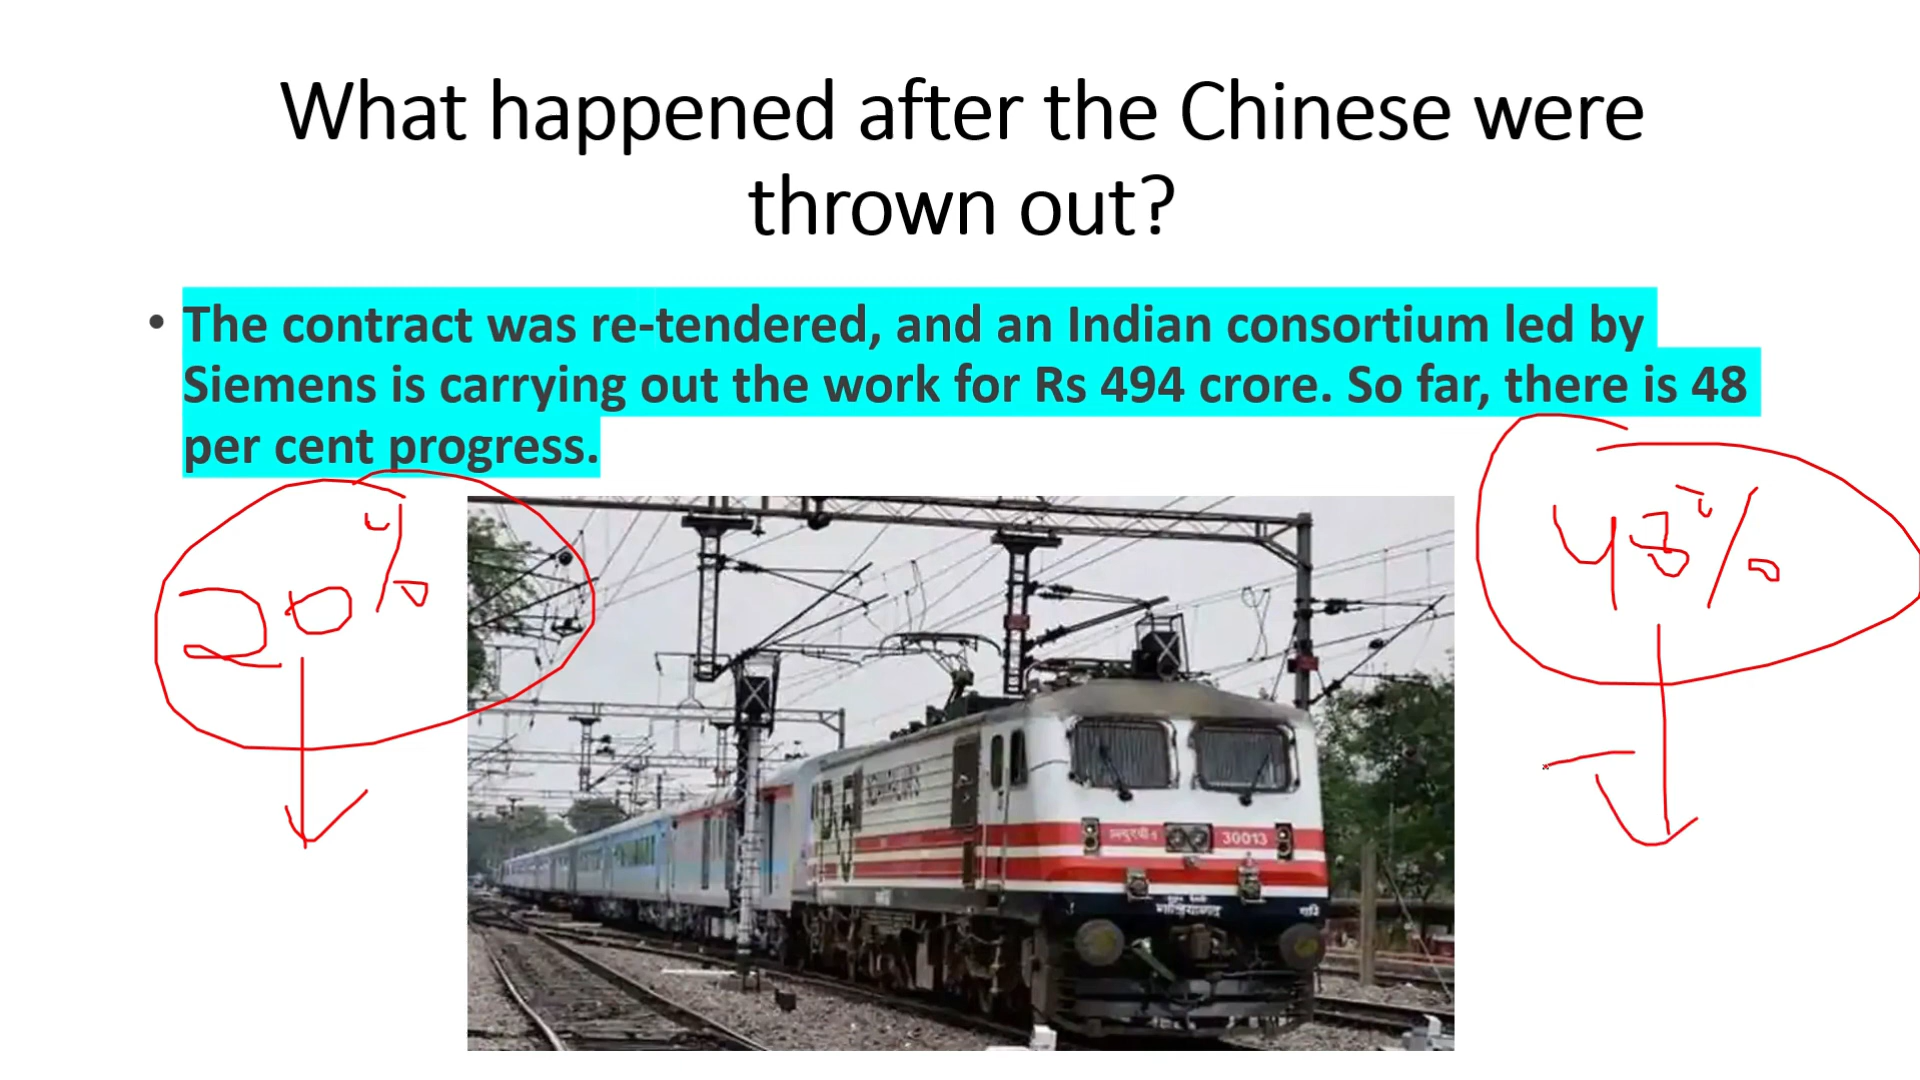 What happened after the Chinese were
thrown out?
• The contract was re-tendered, and an Indian consortium led by
Siemens is carrying out the work for Rs 494 crore. So far, there is 48
per cent progress.
20%
48%
30013
गाज़ियाबाद